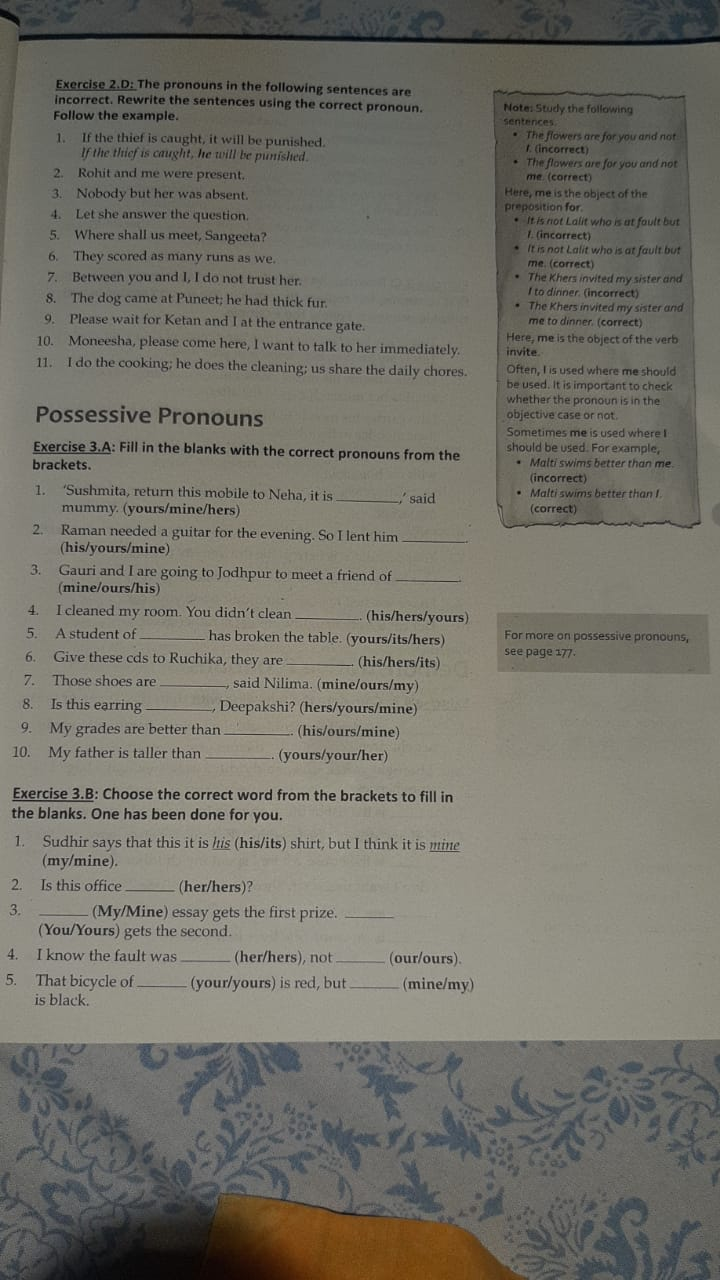 Exercise 2.D: The pronouns in the following sentences are
incorrect. Rewrite the sentences using the correct pronoun.
Follow the example.
1. If the thief is caught, it will be punished.
If the thief is caught, he will be punished.
2. Rohit and me were present.
3. Nobody but her was absent.
4. Let she answer the question.
5. Where shall us meet, Sangeeta?
6. They scored as many runs as we.
7. Between you and I, I do not trust her.
8. The dog came at Puneet; he had thick fur.
9. Please wait for Ketan and I at the entrance gate.
10. Moneesha, please come here, I want to talk to her immediately.
11. I do the cooking; he does the cleaning; us share the daily chores.
Possessive Pronouns
Exercise 3.A: Fill in the blanks with the correct pronouns from the
brackets.
1. 'Sushmita, return this mobile to Neha, it is ________,' said
mummy. (yours/mine/hers)
2. Raman needed a guitar for the evening. So I lent him ________.
(his/yours/mine)
3. Gauri and I are going to Jodhpur to meet a friend of ________.
(mine/ours/his)
4. I cleaned my room. You didn't clean ________. (his/hers/yours)
5. A student of ________ has broken the table. (yours/its/hers)
6. Give these cds to Ruchika, they are ________. (his/hers/its)
7. Those shoes are ________, said Nilima. (mine/ours/my)
8. Is this earring ________, Deepakshi? (hers/yours/mine)
9. My grades are better than ________. (his/ours/mine)
10. My father is taller than ________. (yours/your/her)
Exercise 3.B: Choose the correct word from the brackets to fill in
the blanks. One has been done for you.
1. Sudhir says that this it is his (his/its) shirt, but I think it is mine
(my/mine).
2. Is this office ______ (her/hers)?
3. ______ (My/Mine) essay gets the first prize. ______
(You/Yours) gets the second.
4. I know the fault was ______ (her/hers), not ______ (our/ours).
5. That bicycle of ______ (your/yours) is red, but ______ (mine/my)
is black.
Note: Study the following
sentences.
• The flowers are for you and not
I. (incorrect)
• The flowers are for you and not
me. (correct)
Here, me is the object of the
preposition for.
• It is not Lalit who is at fault but
I. (incorrect)
• It is not Lalit who is at fault but
me. (correct)
• The Khers invited my sister and
I to dinner. (incorrect)
• The Khers invited my sister and
me to dinner. (correct)
Here, me is the object of the verb
invite.
Often, I is used where me should
be used. It is important to check
whether the pronoun is in the
objective case or not.
Sometimes me is used where I
should be used. For example,
• Malti swims better than me.
(incorrect)
• Malti swims better than I.
(correct)
For more on possessive pronouns,
see page 177.